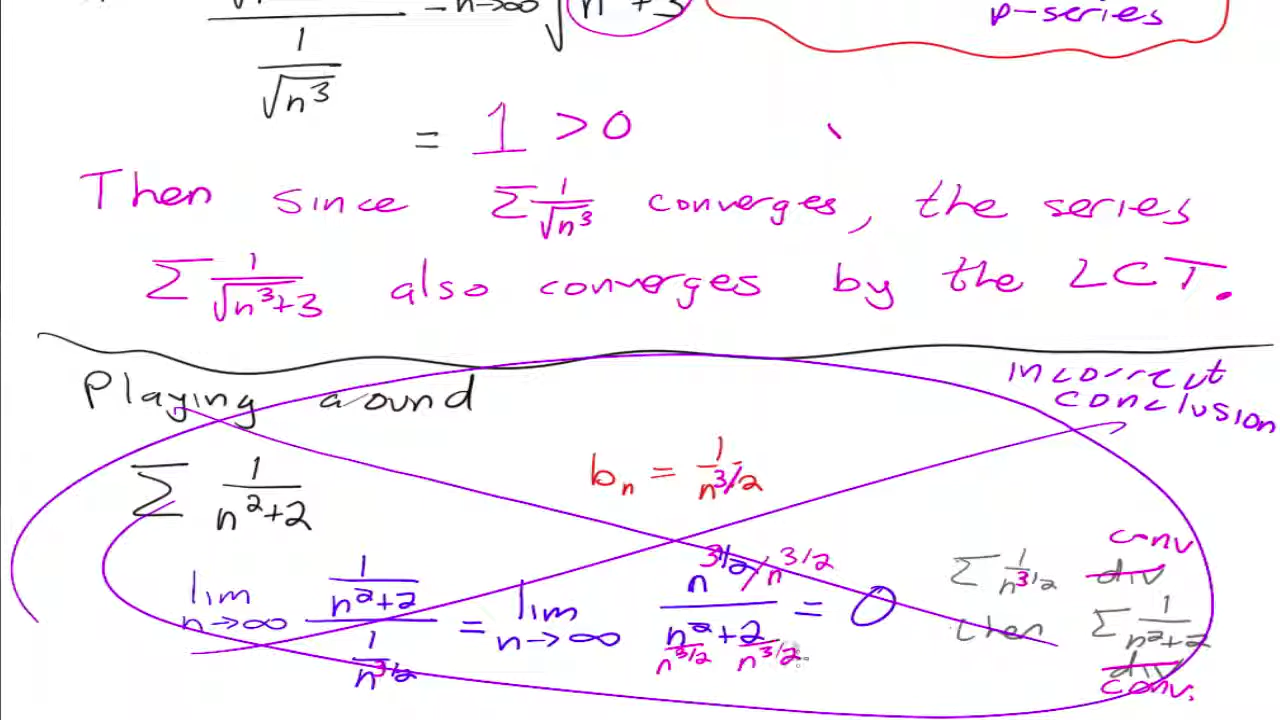 = lim n→∞ √ n³+3
p-series
1
√n³
= 1 > 0
Then since Σ 1/√n³ converges, the series
Σ 1/√n³+3 also converges by the LCT.
Playing around
incorrect
conclusion
Σ 1/n²+2
bₙ = 1/n^3/2
lim n→∞ (1/n²+2)/(1/n^3/2) = lim n→∞ (n^3/2/n^3/2)/(n²/n^3/2 + 2/n^3/2) = 0
Σ 1/n^3/2 div conv
then Σ 1/n²+2
div
conv.